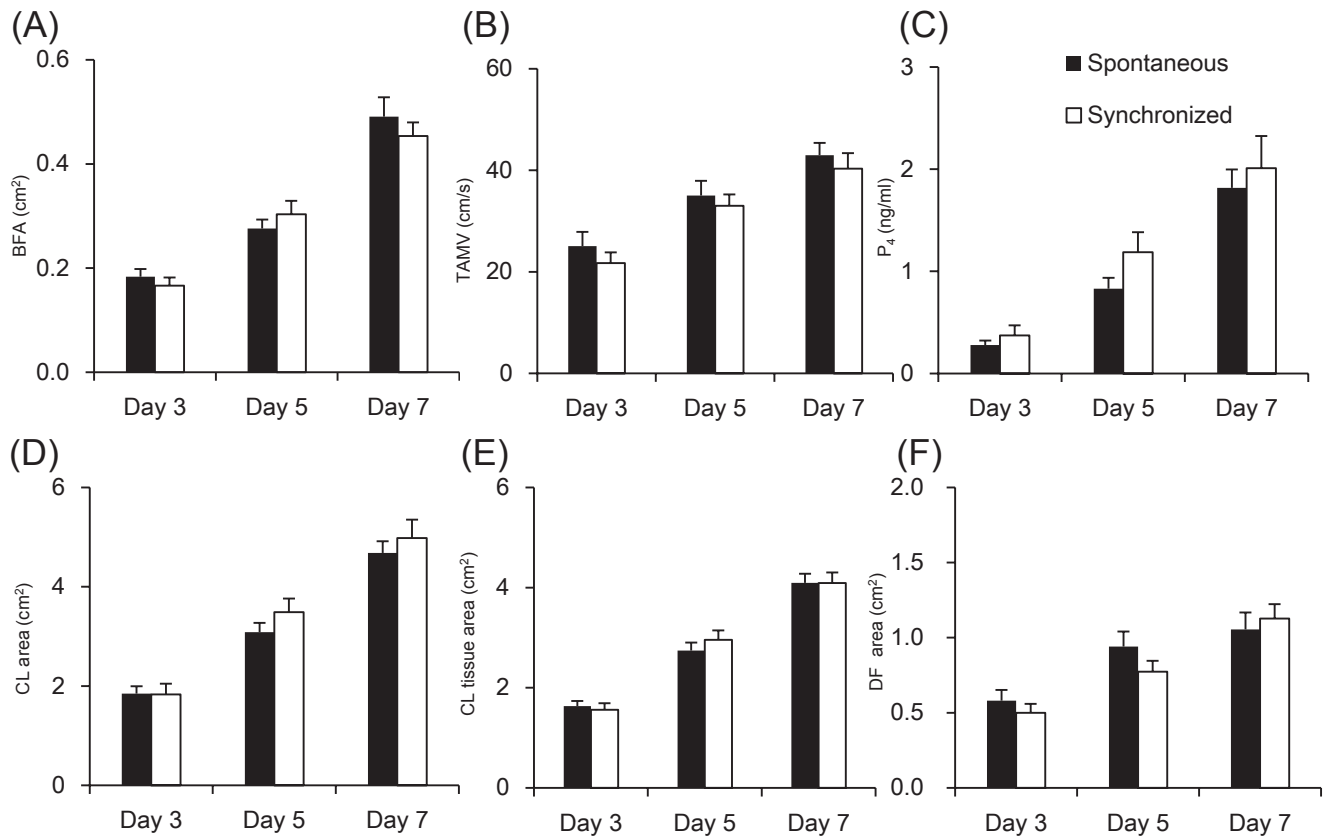 (A)
BFA (cm²)
0.6
0.4
0.2
0.0
Day 3 Day 5 Day 7
(B)
TAMV (cm/s)
60
40
20
0
Day 3 Day 5 Day 7
(C)
P₄ (ng/ml)
3
2
1
0
Spontaneous
Synchronized
Day 3 Day 5 Day 7
(D)
CL area (cm²)
6
4
2
0
Day 3 Day 5 Day 7
(E)
CL tissue area (cm²)
6
4
2
0
Day 3 Day 5 Day 7
(F)
DF area (cm²)
2.0
1.5
1.0
0.5
0.0
Day 3 Day 5 Day 7